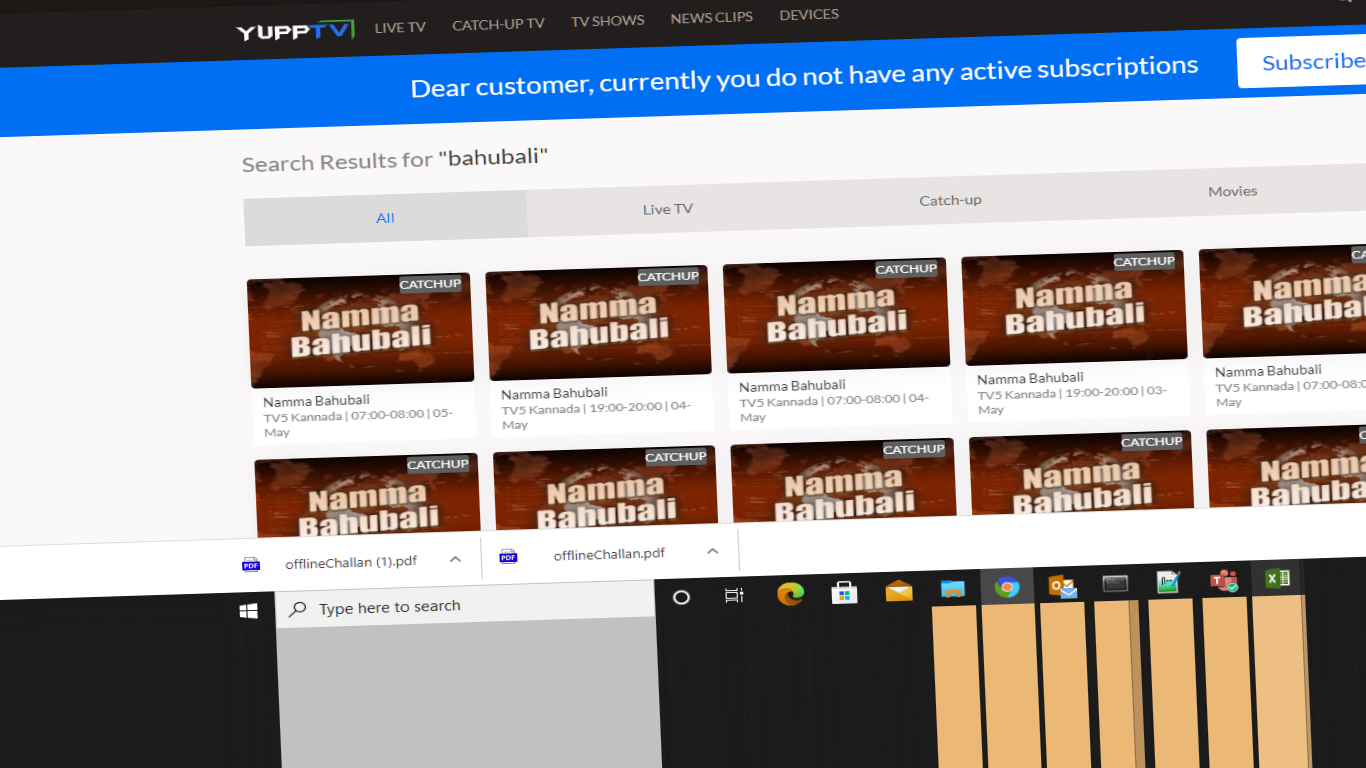 YUPPTV LIVE TV CATCH-UP TV TV SHOWS NEWS CLIPS DEVICES
Dear customer, currently you do not have any active subscriptions Subscribe
Search Results for "bahubali"
All Live TV Catch-up Movies
CATCHUP CATCHUP CATCHUP CATCHUP
Namma Namma Namma Namma Namma
Bahubali Bahubali Bahubali Bahubali
Namma Bahubali Namma Bahubali Namma Bahubali Namma Bahubali Namma Bahubali
TV5 Kannada | 07:00-08:00 | 05- TV5 Kannada | 19:00-20:00 | 04- TV5 Kannada | 07:00-08:00 | 04- TV5 Kannada | 19:00-20:00 | 03- TV5 Kannada | 07:00-08:00 |
May May May May May
CATCHUP CATCHUP CATCHUP CATCHUP
Namma Namma Namma Namma Namma
Bahubali Bahubali Bahubali Bahubali
PDF offlineChallan (1).pdf PDF offlineChallan.pdf
Type here to search